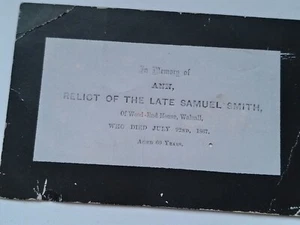 In Memory of
ANN,
RELICT OF THE LATE SAMUEL SMITH,
Of Wood-End House, Walsall,
WHO DIED JULY 22ND,
AGED 69 YEARS.